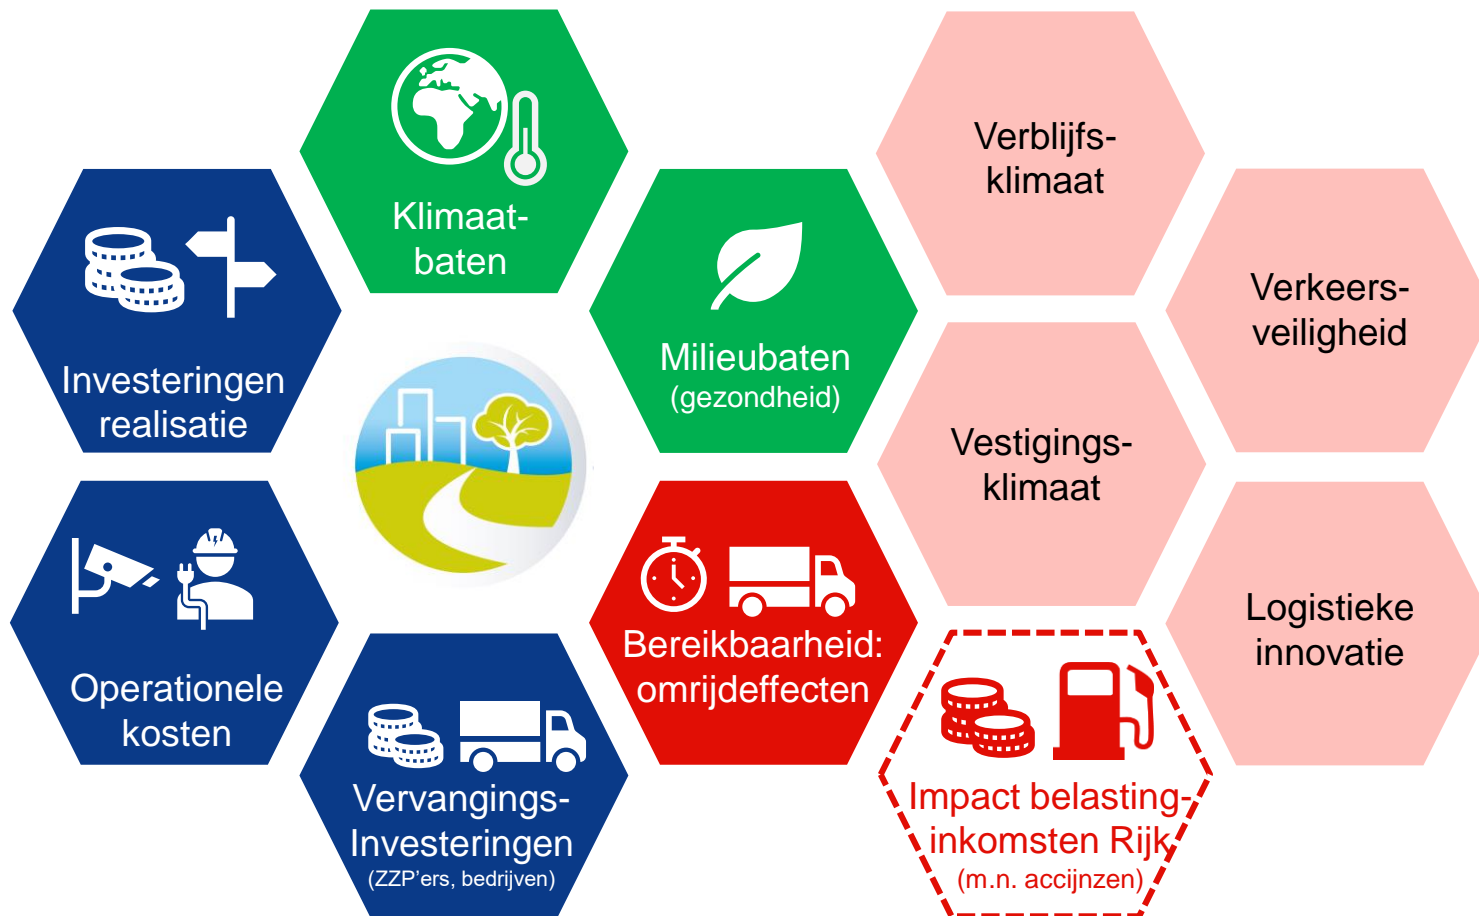 Klimaat-
baten
Verblijfs-
klimaat
Investeringen
realisatie
Milieubaten
(gezondheid)
Verkeers-
veiligheid
Vestigings-
klimaat
Operationele
kosten
Bereikbaarheid:
omrijdeffecten
Logistieke
innovatie
Vervangings-
Investeringen
(ZZP'ers, bedrijven)
Impact belasting-
inkomsten Rijk
(m.n. accijnzen)